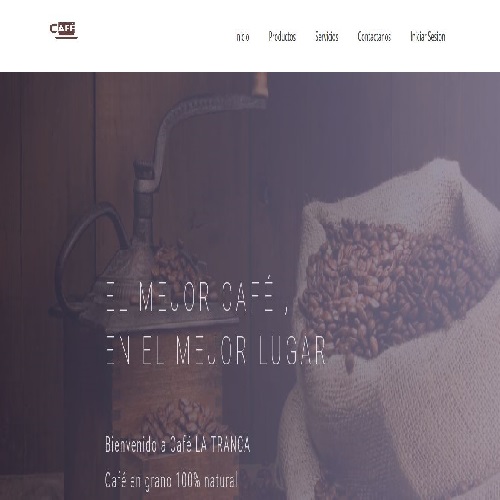 CAFÉ
Inicio Productos Servicios Contactanos Iniciar Sesion
EL MEJOR CAFÉ ,
EN EL MEJOR LUGAR
Bienvenido a Café LA TRANCA
Café en grano 100% natural